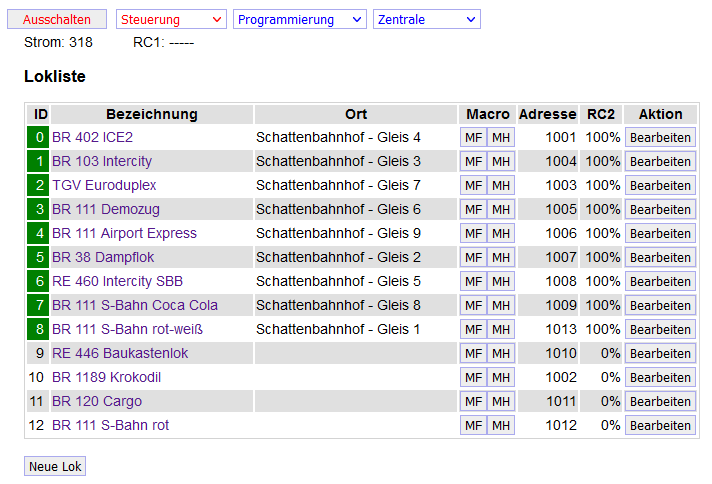 Ausschalten Steuerung Programmierung Zentrale
Strom: 318 RC1: -----
Lokliste
ID Bezeichnung Ort Macro Adresse RC2 Aktion
0 BR 402 ICE2 Schattenbahnhof - Gleis 4 MF MH 1001 100% Bearbeiten
1 BR 103 Intercity Schattenbahnhof - Gleis 3 MF MH 1004 100% Bearbeiten
2 TGV Euroduplex Schattenbahnhof - Gleis 7 MF MH 1003 100% Bearbeiten
3 BR 111 Demozug Schattenbahnhof - Gleis 6 MF MH 1005 100% Bearbeiten
4 BR 111 Airport Express Schattenbahnhof - Gleis 9 MF MH 1006 100% Bearbeiten
5 BR 38 Dampflok Schattenbahnhof - Gleis 2 MF MH 1007 100% Bearbeiten
6 RE 460 Intercity SBB Schattenbahnhof - Gleis 5 MF MH 1008 100% Bearbeiten
7 BR 111 S-Bahn Coca Cola Schattenbahnhof - Gleis 8 MF MH 1009 100% Bearbeiten
8 BR 111 S-Bahn rot-weiß Schattenbahnhof - Gleis 1 MF MH 1013 100% Bearbeiten
9 RE 446 Baukastenlok MF MH 1010 0% Bearbeiten
10 BR 1189 Krokodil MF MH 1002 0% Bearbeiten
11 BR 120 Cargo MF MH 1011 0% Bearbeiten
12 BR 111 S-Bahn rot MF MH 1012 0% Bearbeiten
Neue Lok